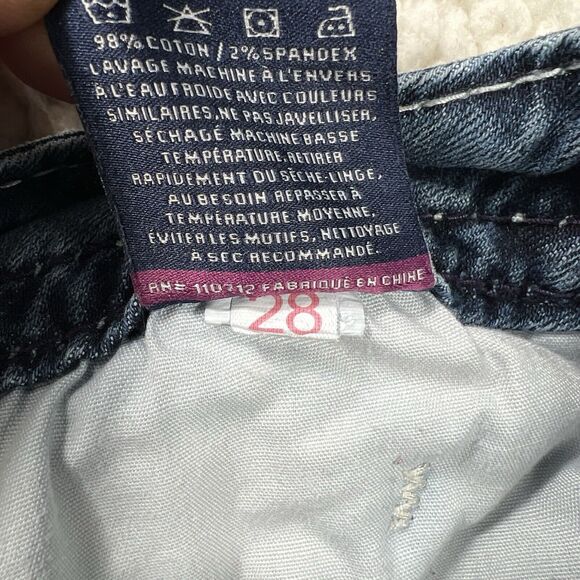 98% COTON / 2% SPANDEX
LAVAGE MACHINE À L'ENVERS
À L'EAU FROIDE AVEC COULEURS
SIMILAIRES, NE PAS JAVELLISER,
SÉCHAGE MACHINE BASSE
TEMPÉRATURE, RETIRER
RAPIDEMENT DU SÈCHE-LINGE,
AU BESOIN REPASSER À
TEMPÉRATURE MOYENNE,
ÉVITER LES MOTIFS, NETTOYAGE
À SEC RECOMMANDÉ.
RN# 110712 FABRIQUÉ EN CHINE
28